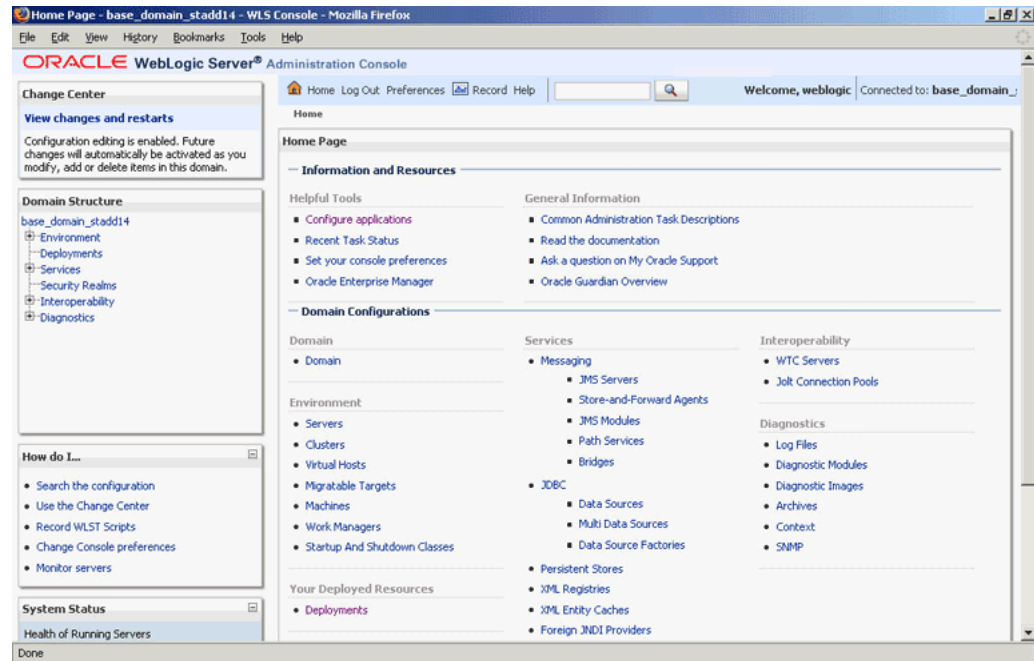 Home Page - base_domain_stadd14 - WLS Console - Mozilla Firefox
File Edit View History Bookmarks Tools Help
ORACLE WebLogic Server® Administration Console
Change Center
View changes and restarts
Configuration editing is enabled. Future
changes will automatically be activated as you
modify, add or delete items in this domain.
Domain Structure
base_domain_stadd14
Environment
Deployments
Services
Security Realms
Interoperability
Diagnostics
How do I...
Search the configuration
Use the Change Center
Record WLST Scripts
Change Console preferences
Monitor servers
System Status
Health of Running Servers
Home Log Out Preferences Record Help
Welcome, weblogic Connected to: base_domain_
Home
Home Page
Information and Resources
Helpful Tools
Configure applications
Recent Task Status
Set your console preferences
Oracle Enterprise Manager
General Information
Common Administration Task Descriptions
Read the documentation
Ask a question on My Oracle Support
Oracle Guardian Overview
Domain Configurations
Domain
Domain
Environment
Servers
Clusters
Virtual Hosts
Migratable Targets
Machines
Work Managers
Startup And Shutdown Classes
Your Deployed Resources
Deployments
Services
Messaging
JMS Servers
Store-and-Forward Agents
JMS Modules
Path Services
Bridges
JDBC
Data Sources
Multi Data Sources
Data Source Factories
Persistent Stores
XML Registries
XML Entity Caches
Foreign JNDI Providers
Interoperability
WTC Servers
Jolt Connection Pools
Diagnostics
Log Files
Diagnostic Modules
Diagnostic Images
Archives
Context
SNMP
Done